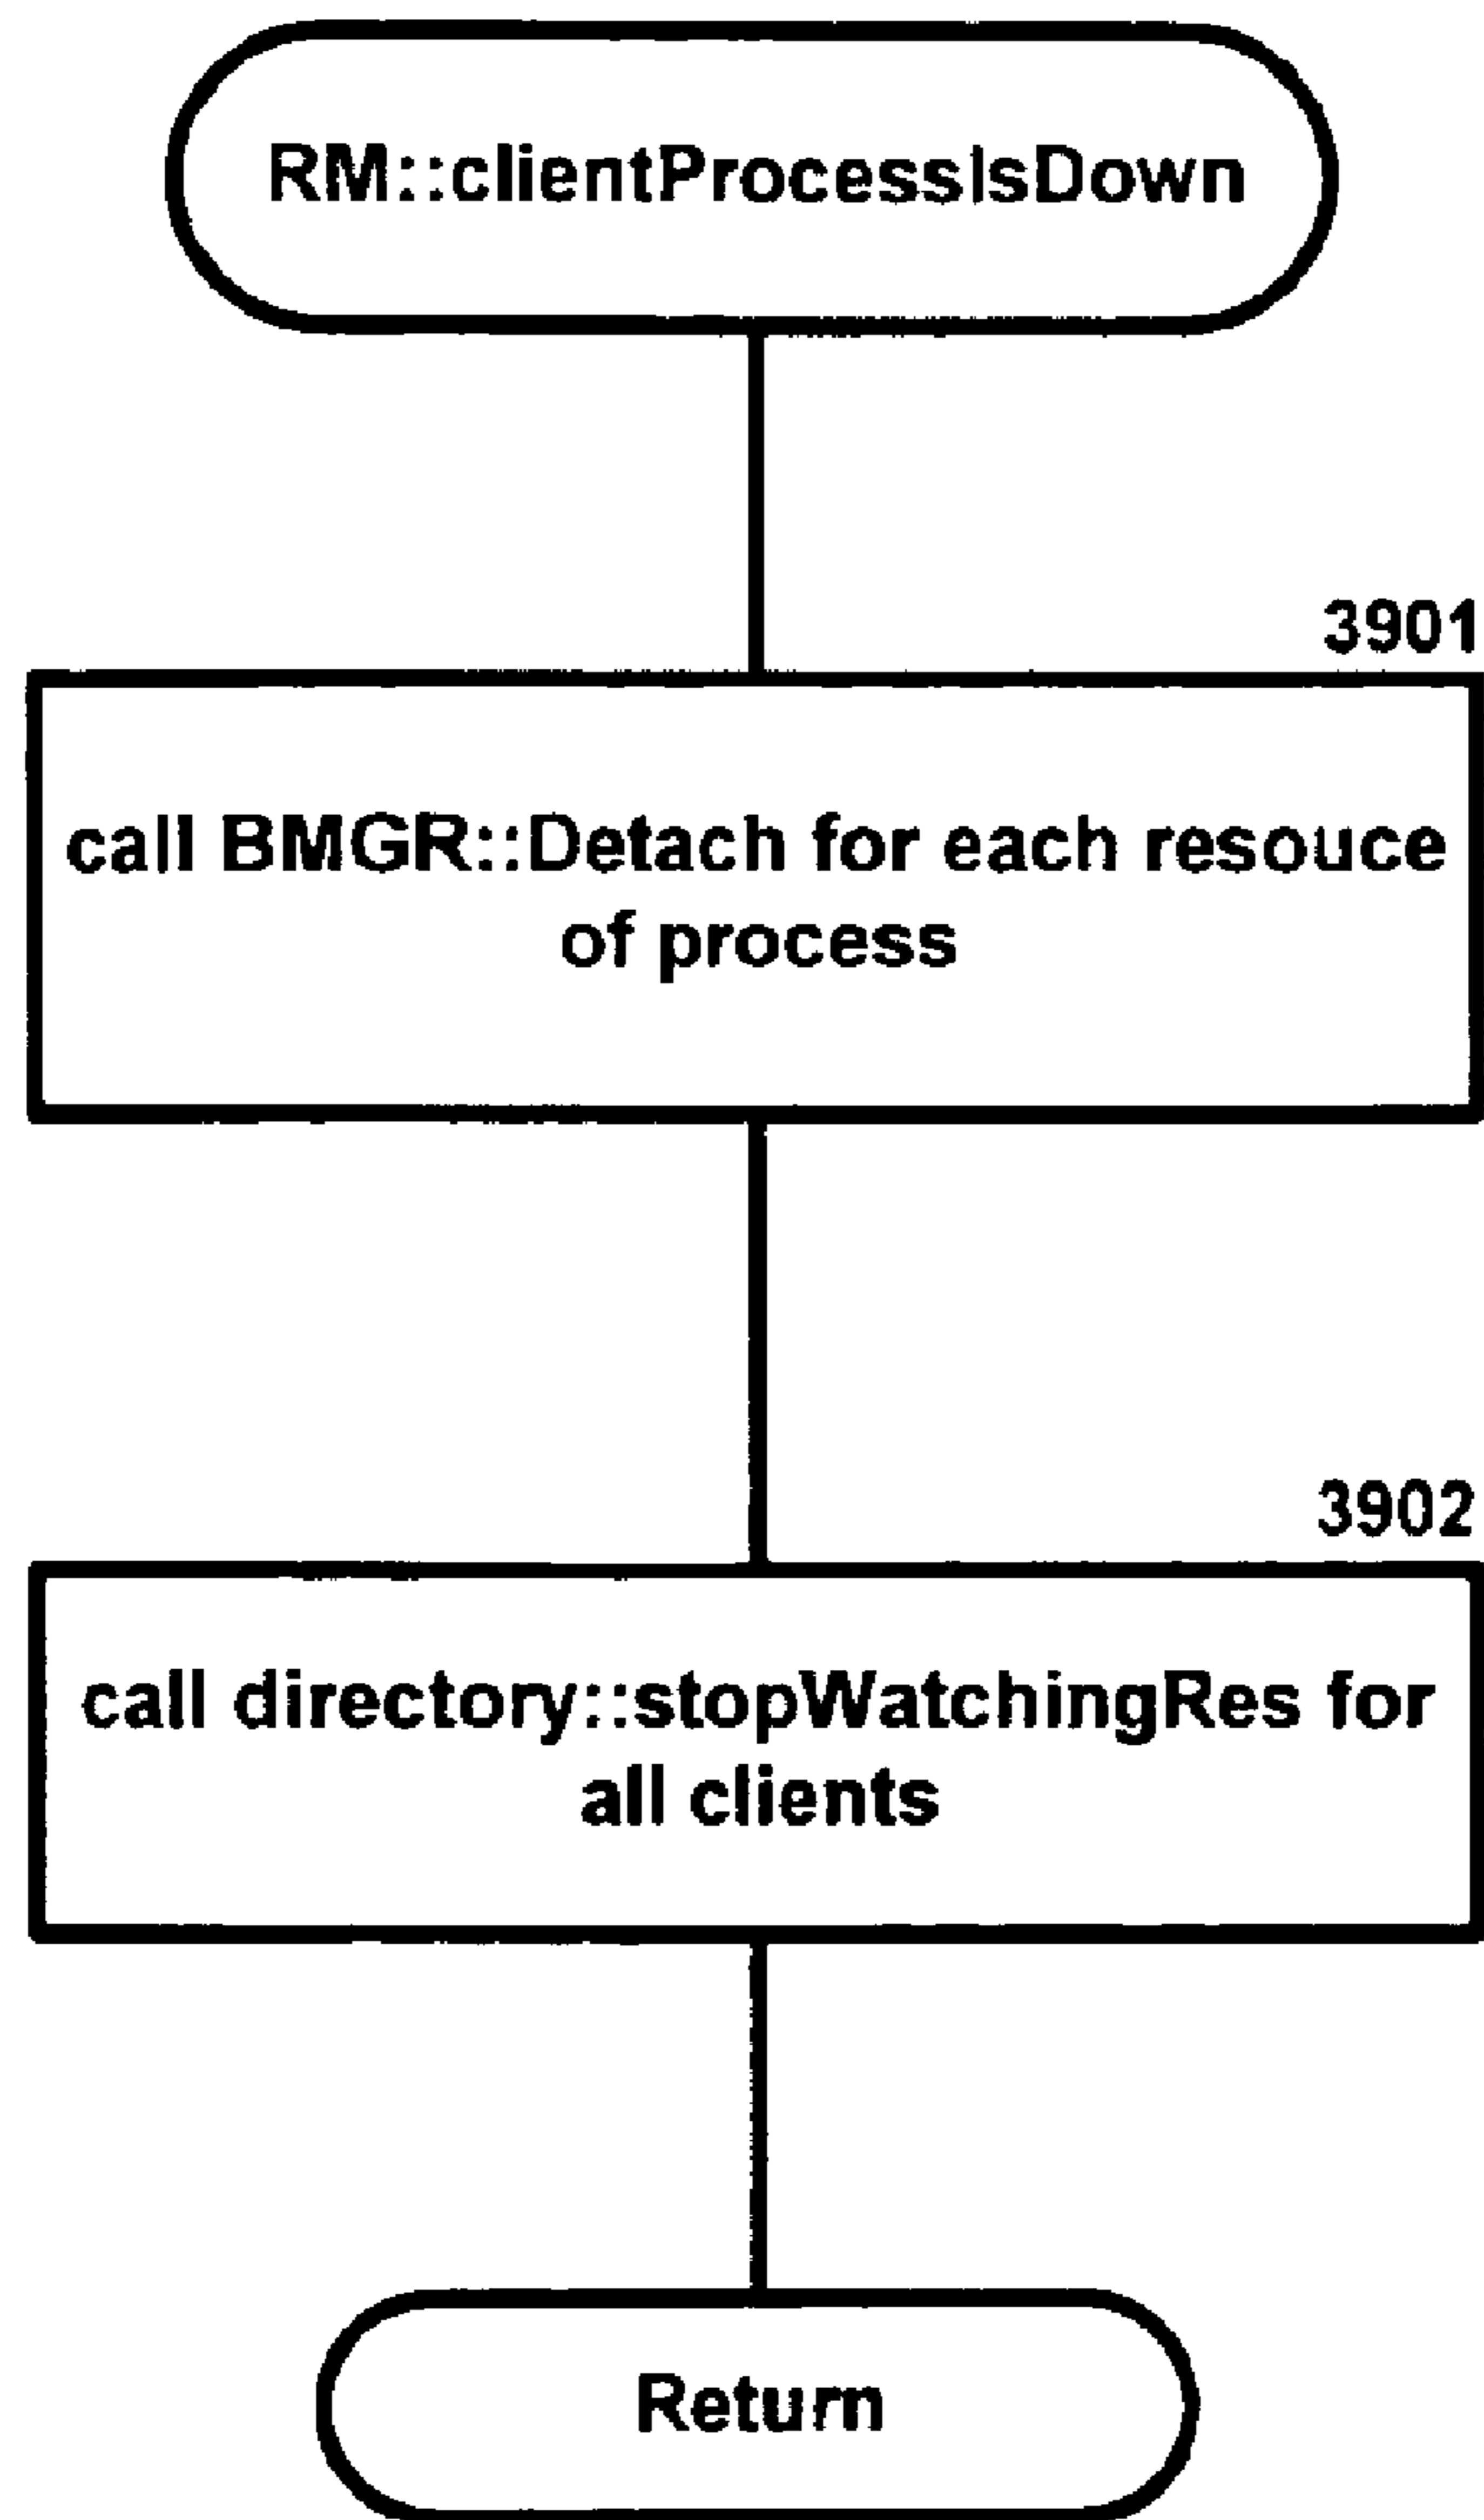 RM::clientProcessIsDown
3901
call BMGR::Detach for each resouce
of process
3902
call directory::stopWatchingRes for
all clients
Return